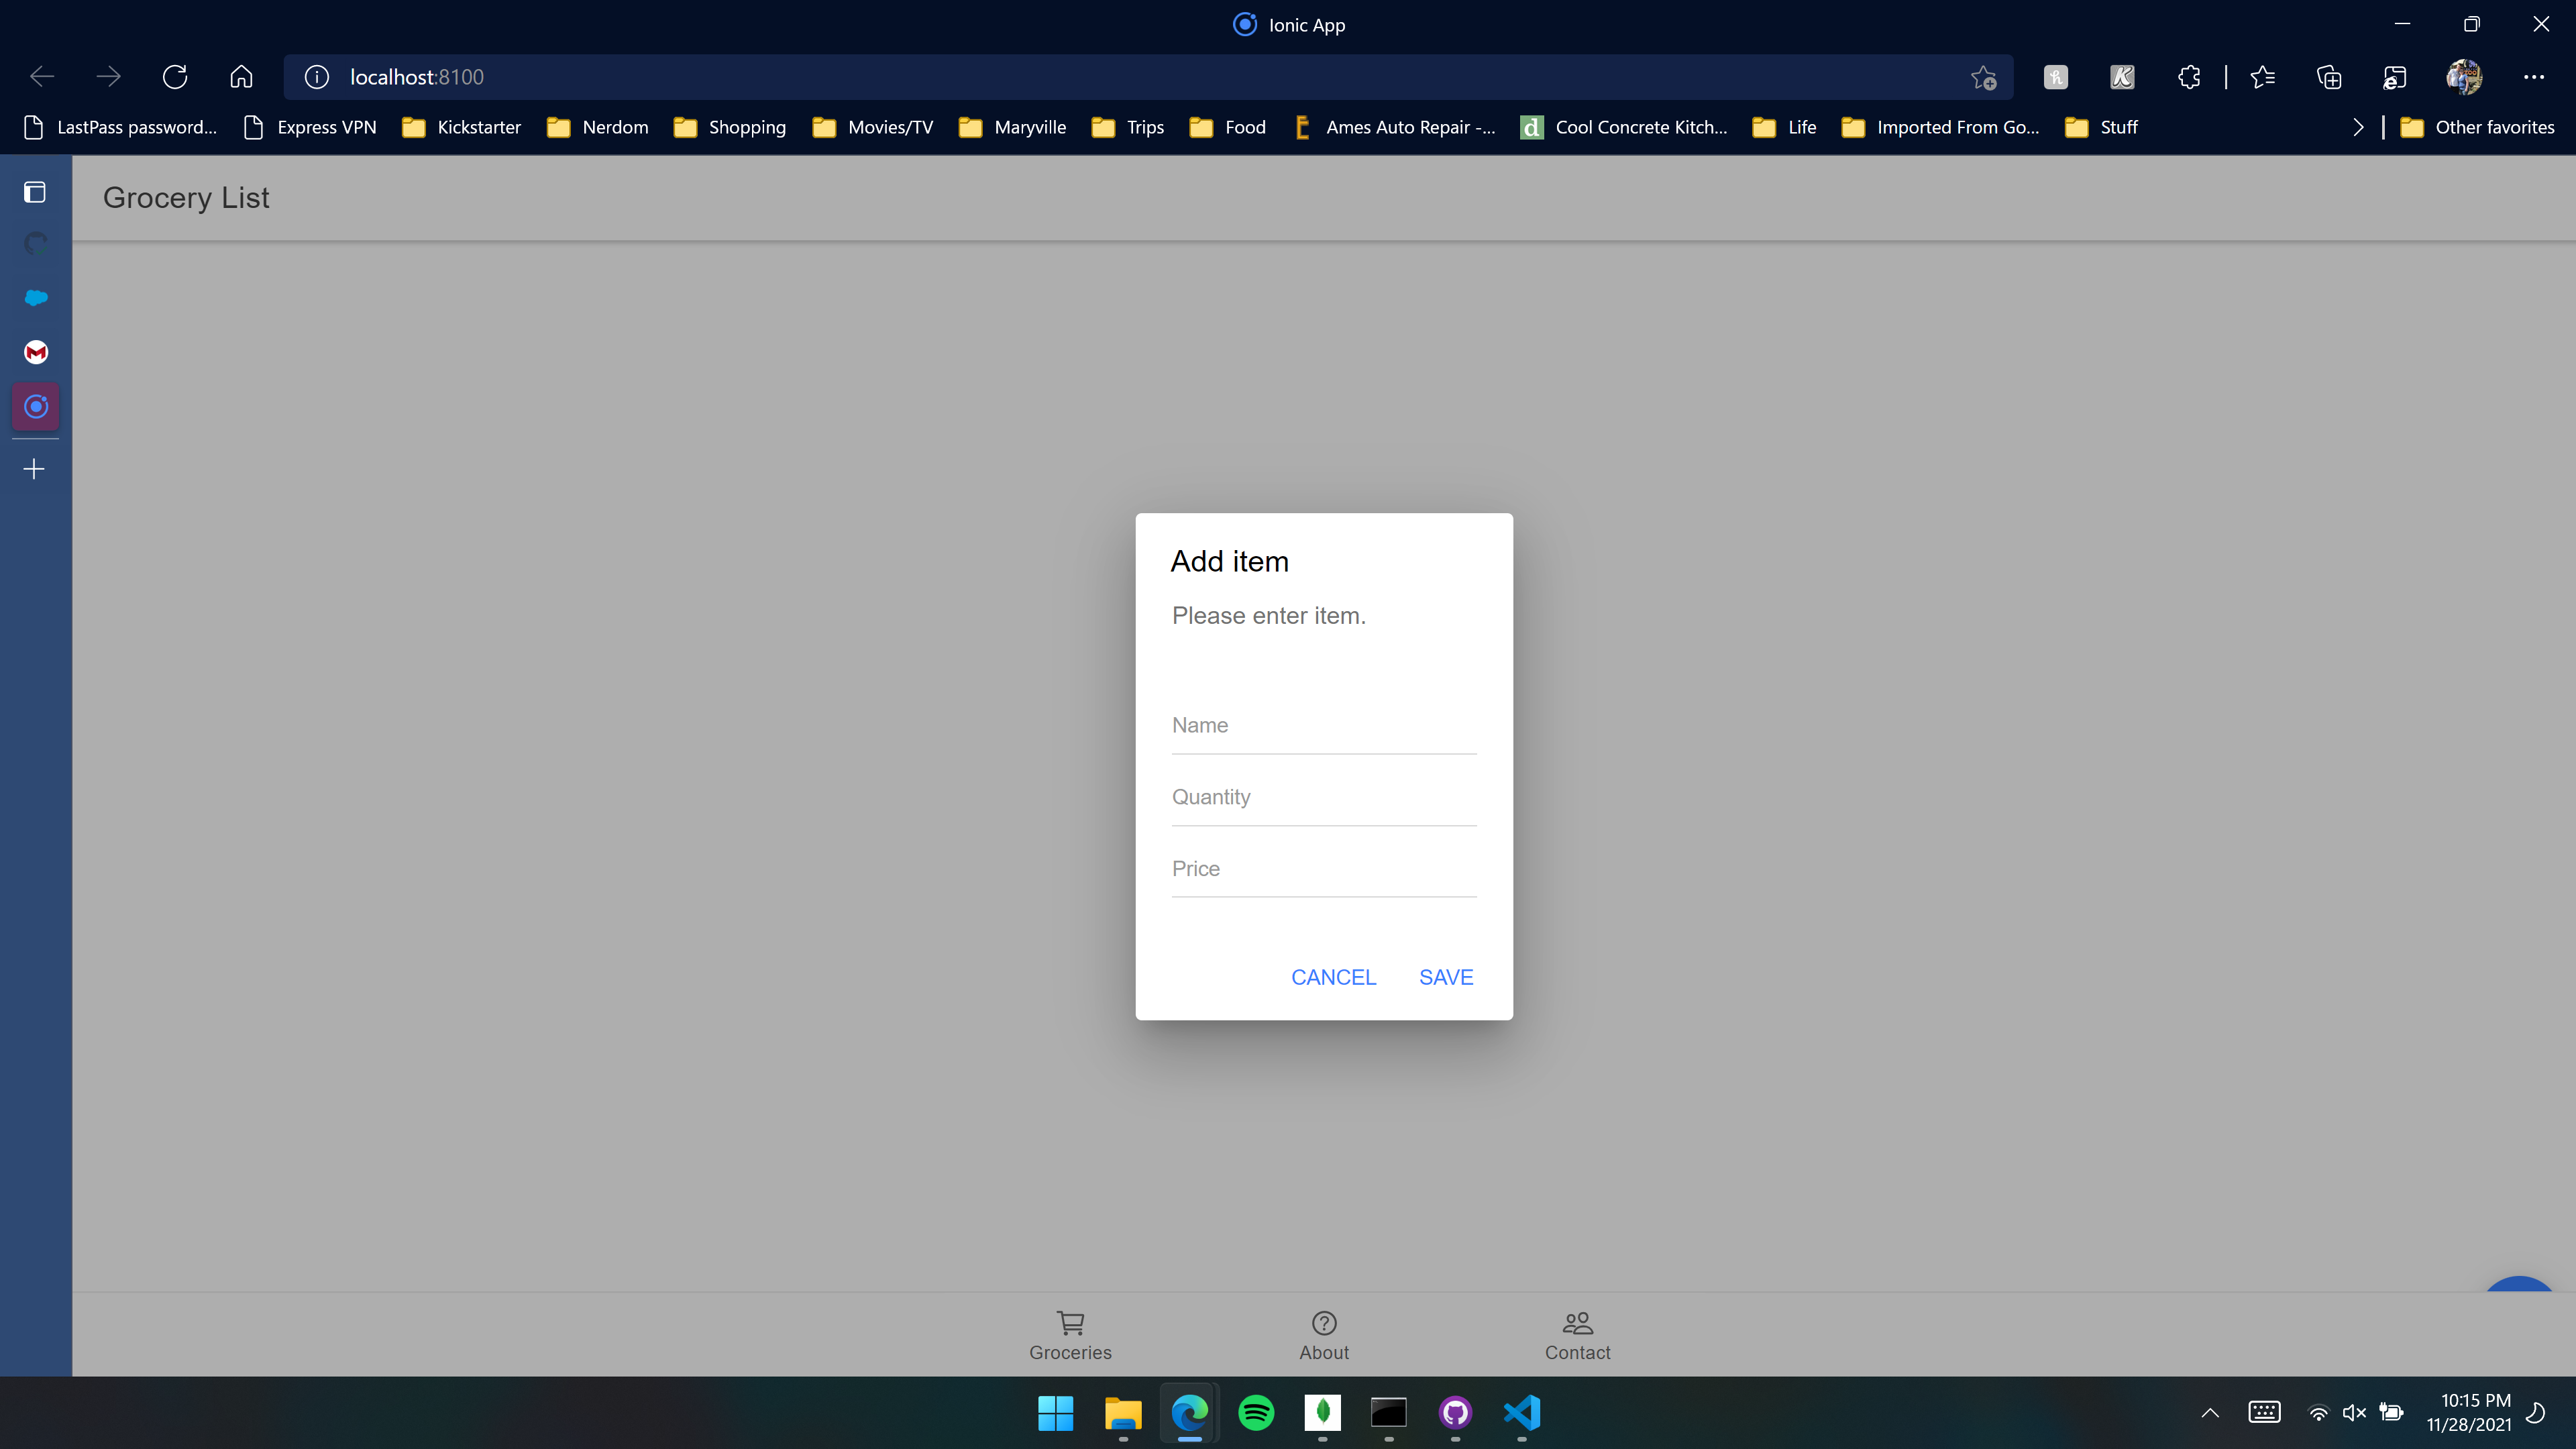 Ionic App
localhost:8100
LastPass password...
Express VPN
Kickstarter
Nerdom
Shopping
Movies/TV
Maryville
Trips
Food
Ames Auto Repair -...
Cool Concrete Kitch...
Life
Imported From Go...
Stuff
Other favorites
Grocery List
Add item
Please enter item.
Name
Quantity
Price
CANCEL
SAVE
Groceries
About
Contact
10:15 PM
11/28/2021